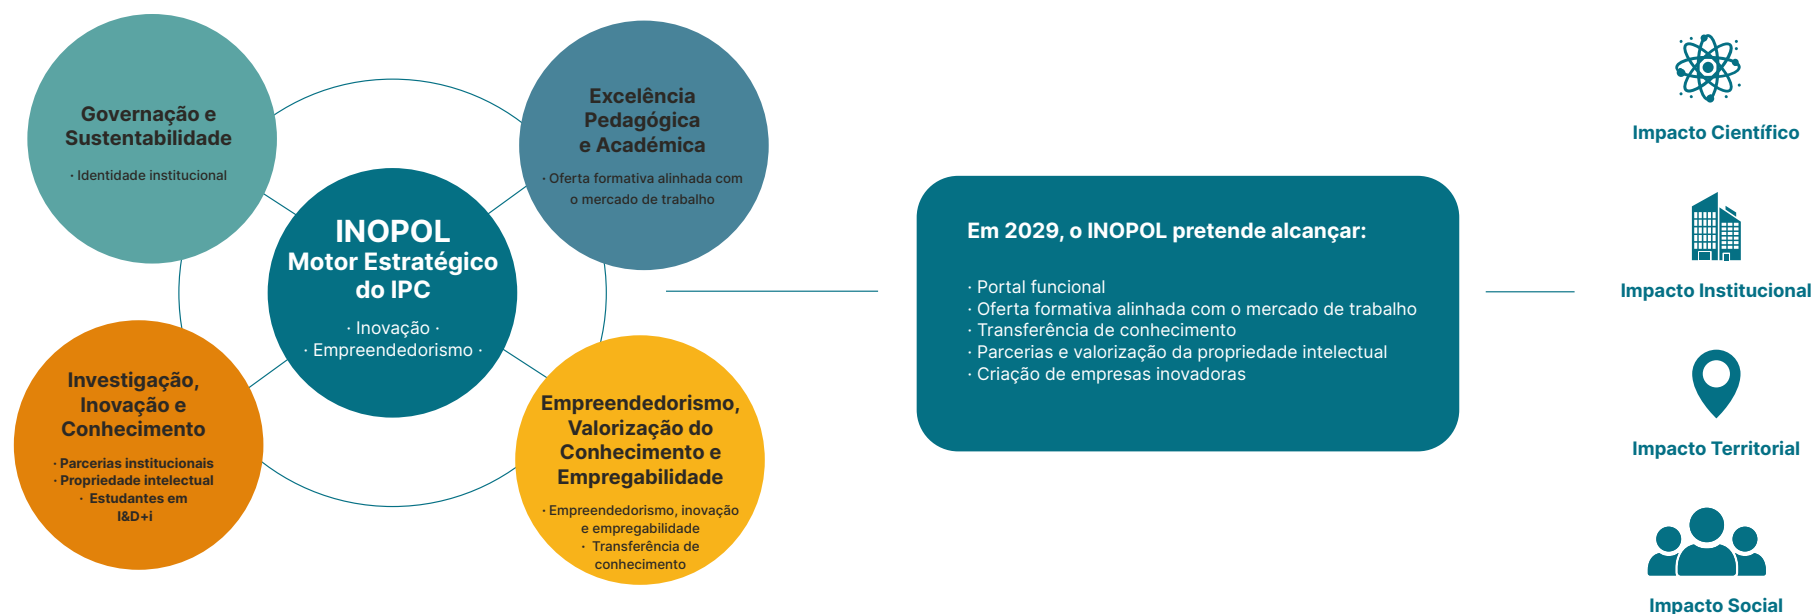 Governação e
Sustentabilidade
· Identidade institucional
Excelência
Pedagógica
e Académica
· Oferta formativa alinhada com
o mercado de trabalho
INOPOL
Motor Estratégico
do IPC
· Inovação ·
· Empreendedorismo ·
Investigação,
Inovação e
Conhecimento
· Parcerias institucionais
· Propriedade intelectual
· Estudantes em
I&D+i
Empreendedorismo,
Valorização do
Conhecimento e
Empregabilidade
· Empreendedorismo, inovação
e empregabilidade
· Transferência de
conhecimento
Em 2029, o INOPOL pretende alcançar:
· Portal funcional
· Oferta formativa alinhada com o mercado de trabalho
· Transferência de conhecimento
· Parcerias e valorização da propriedade intelectual
· Criação de empresas inovadoras
Impacto Científico
Impacto Institucional
Impacto Territorial
Impacto Social